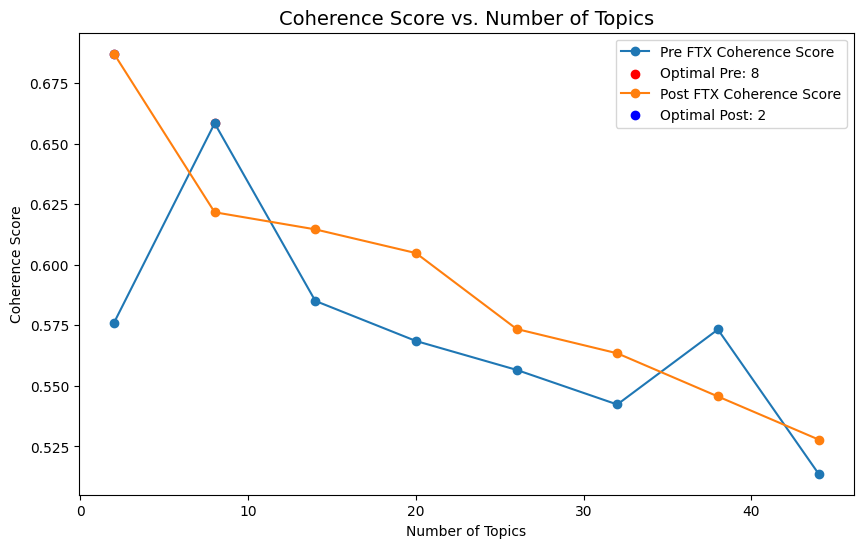 Coherence Score vs. Number of Topics
Pre FTX Coherence Score
Optimal Pre: 8
Post FTX Coherence Score
Optimal Post: 2
Coherence Score
0.675
0.650
0.625
0.600
0.575
0.550
0.525
0 10 20 30 40
Number of Topics